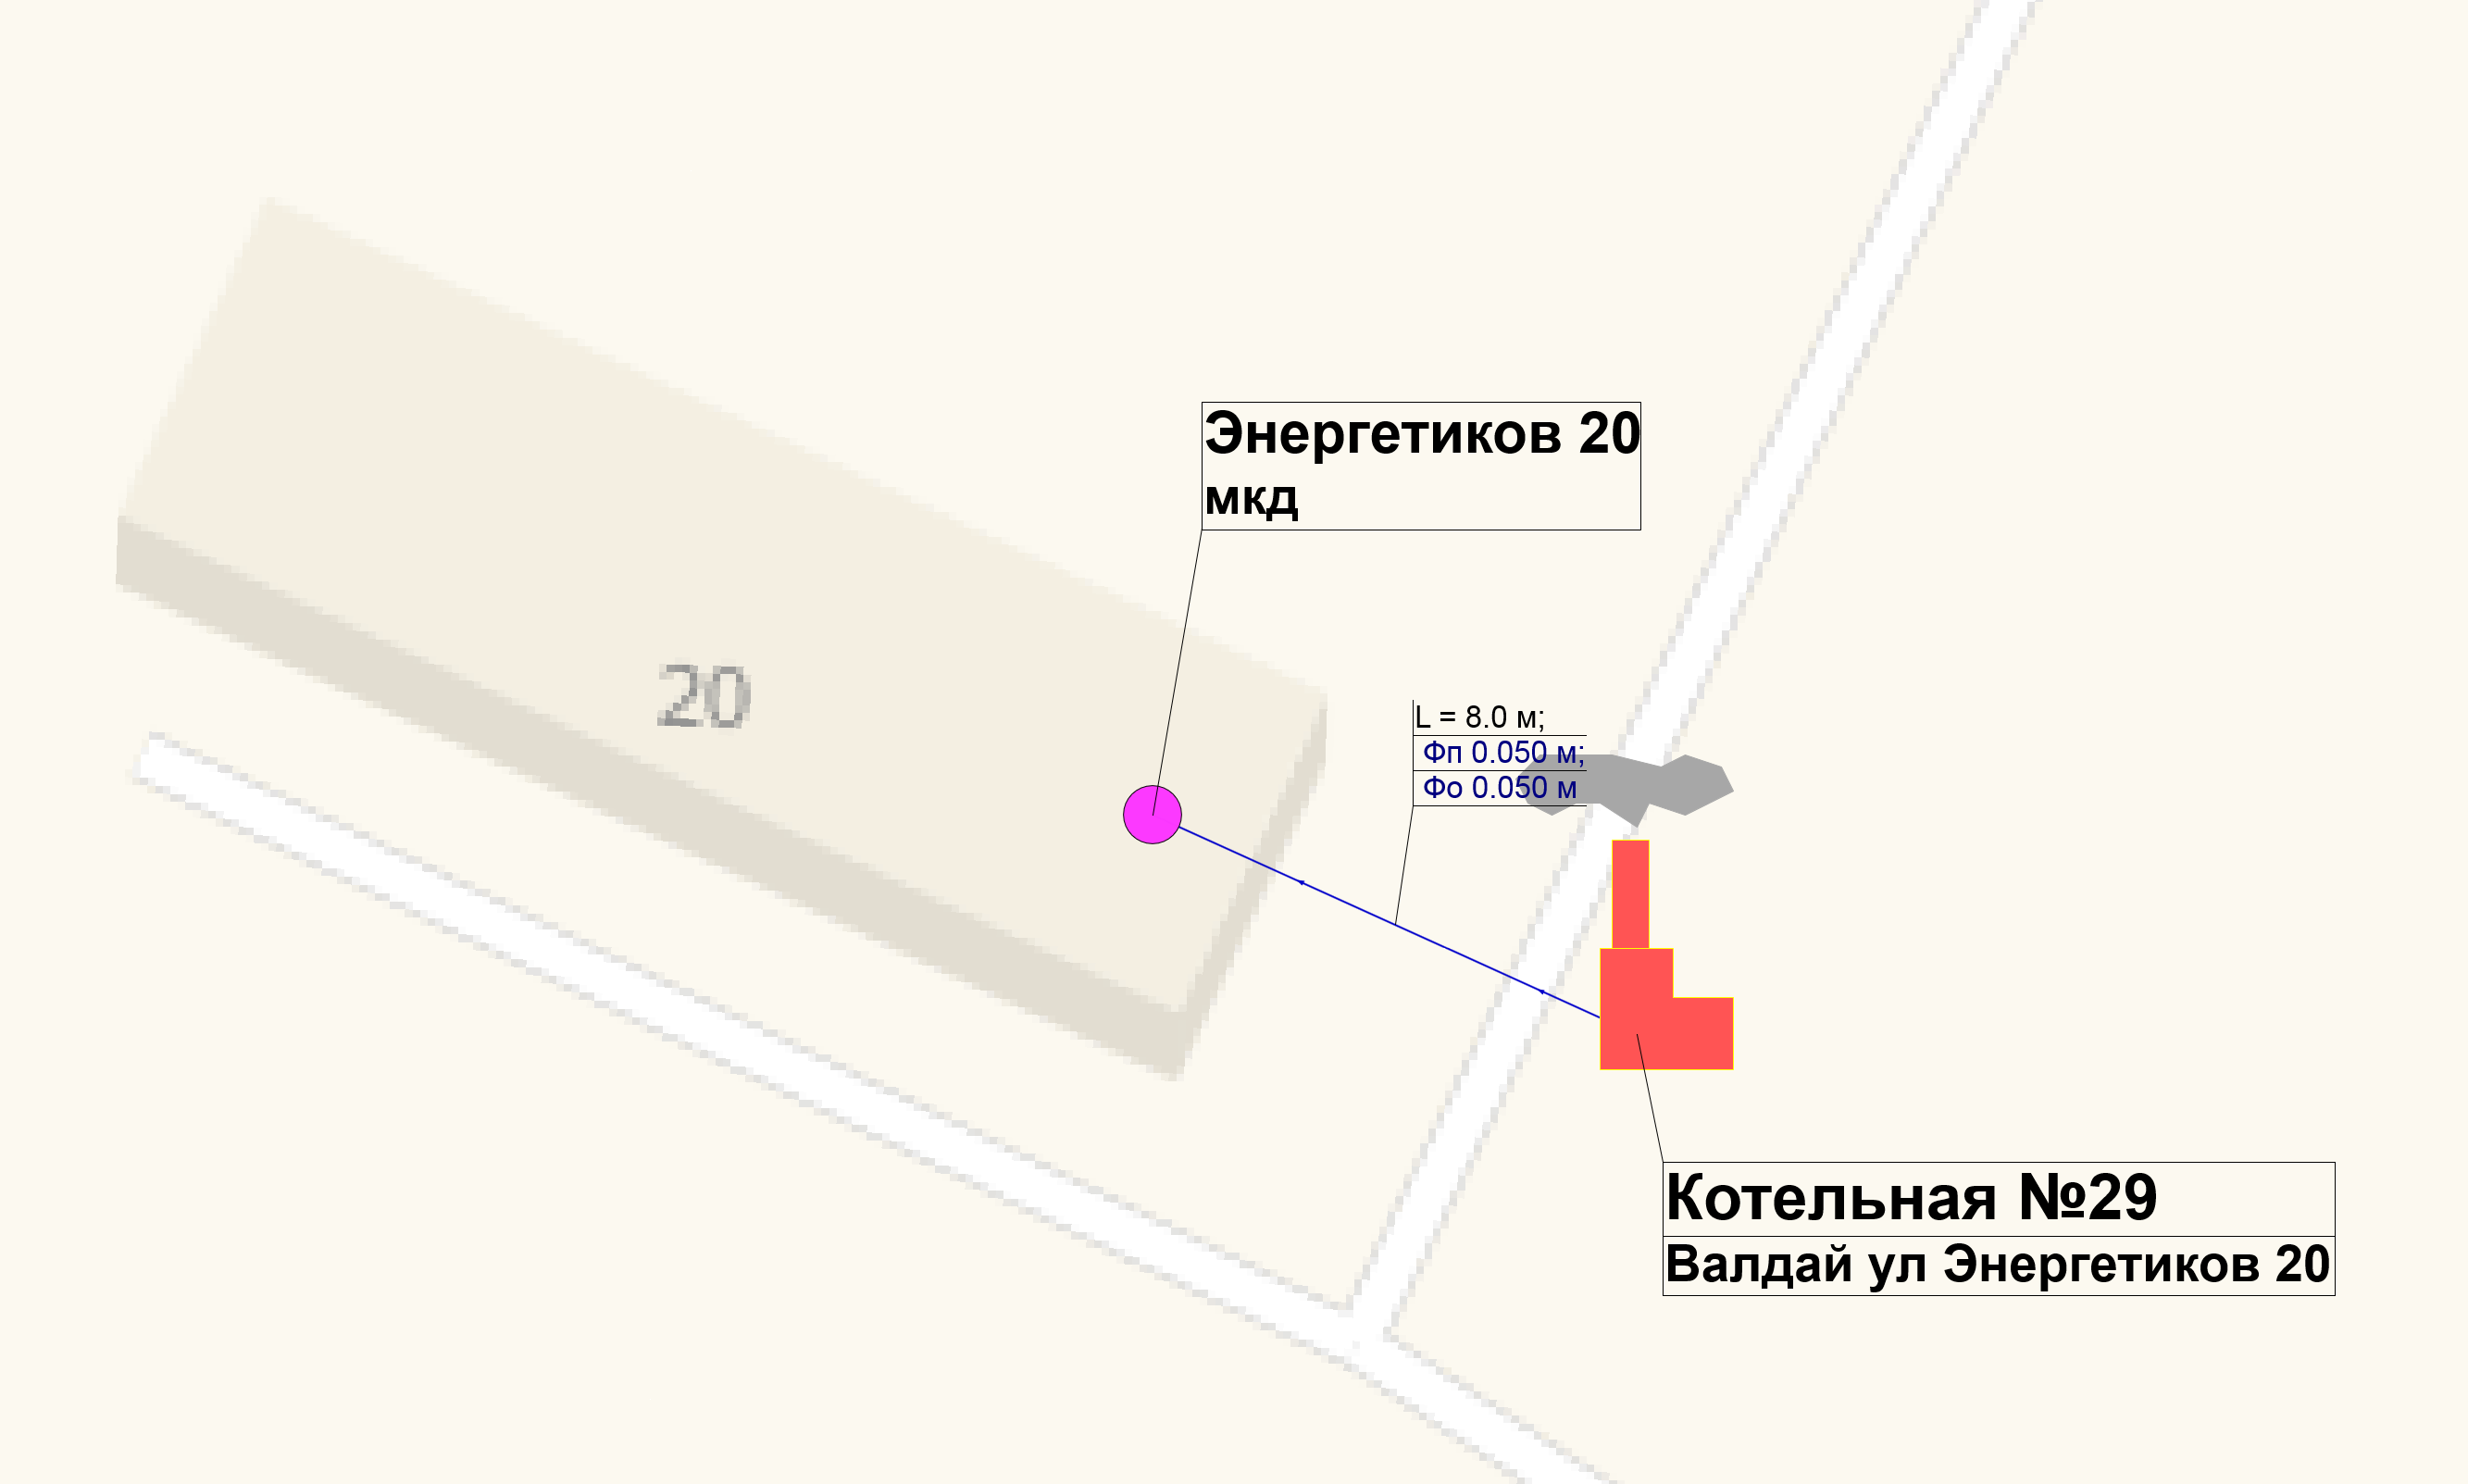 Энергетиков 20
мкд
20
L = 8.0 м;
Фп 0.050 м;
Фо 0.050 м
Котельная №29
Валдай ул Энергетиков 20